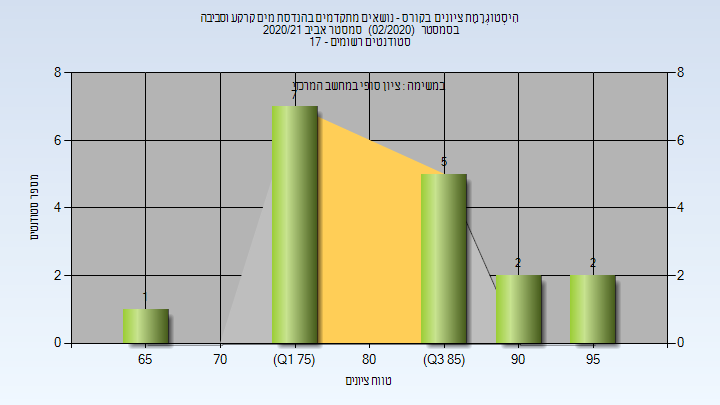 היסטוגרמת ציונים בקורס - נושאים מתקדמים בהנדסת מים קרקע וסביבה
בסמסטר (02/2020) סמסטר אביב 2020/21
סטודנטים רשומים - 17
במשימה : ציון סופי במחשב המרכזי
8 8
7
6 6
5
4 4
2 2
2 2
1
0 0
65 70 (Q1 75) 80 (Q3 85) 90 95
מספר סטודנטים
טווח ציונים